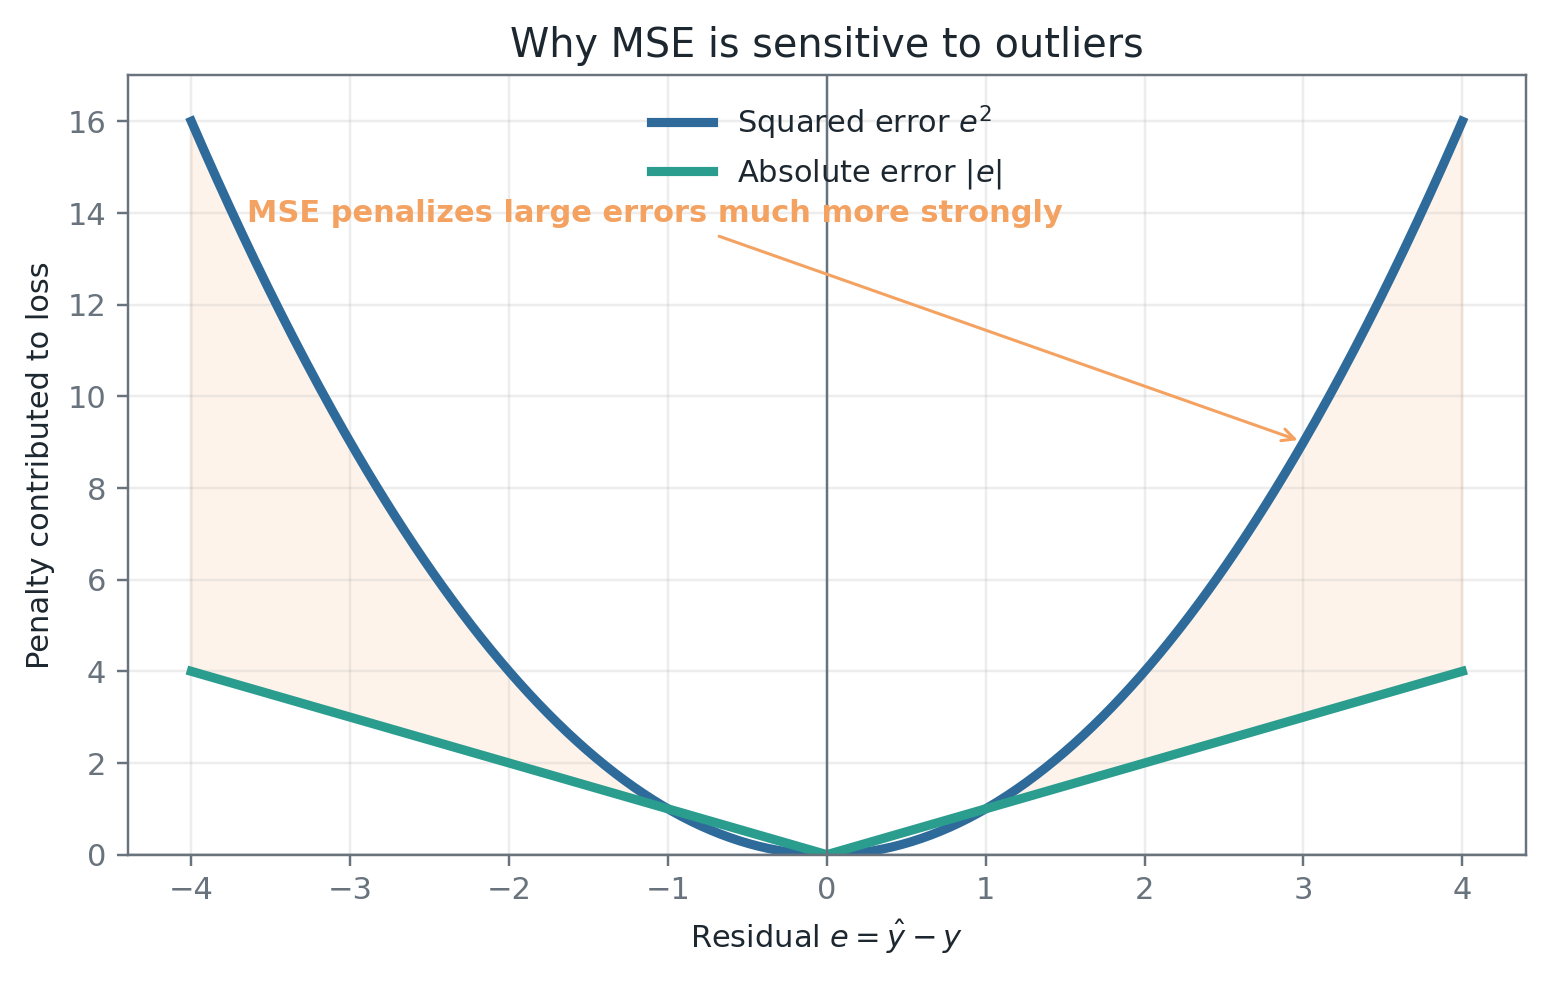 Why MSE is sensitive to outliers
Squared error e²
Absolute error |e|
MSE penalizes large errors much more strongly
Penalty contributed to loss
16
14
12
10
8
6
4
2
0
−4 −3 −2 −1 0 1 2 3 4
Residual e = ŷ − y